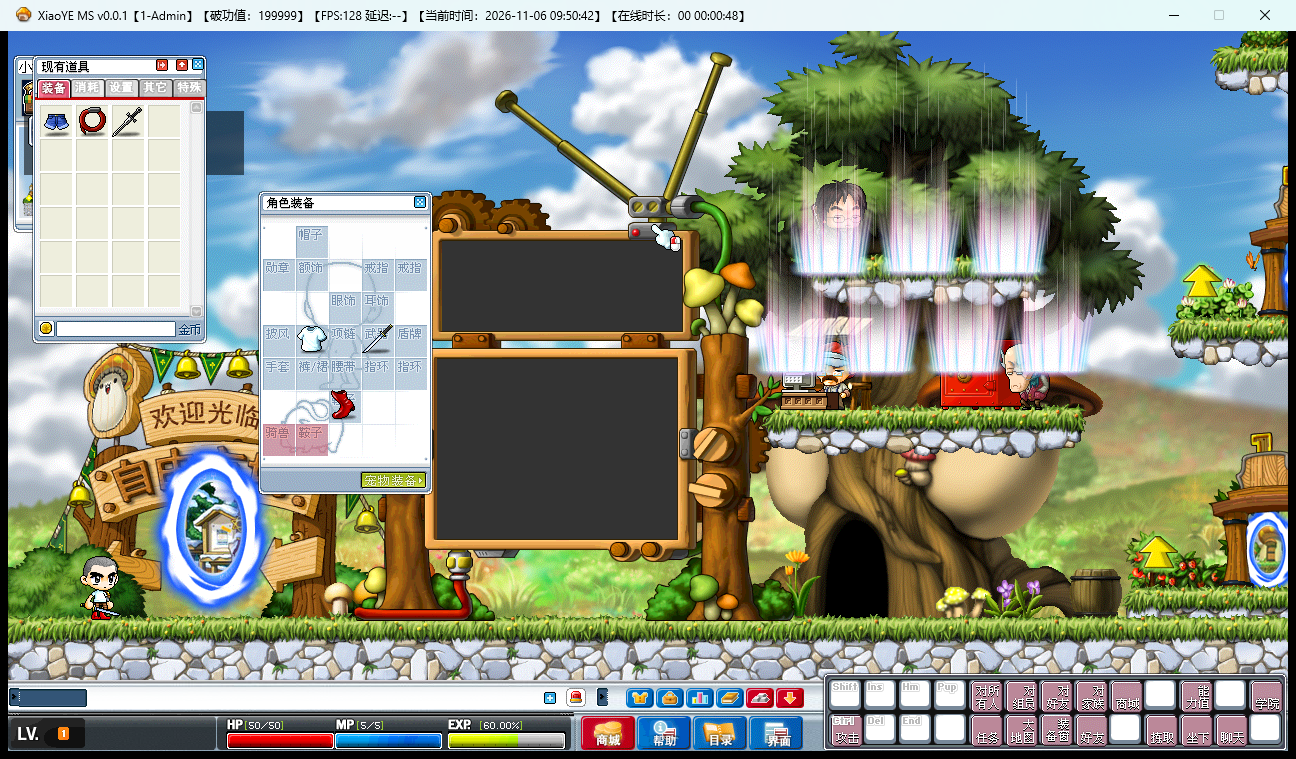 XiaoYE MS v0.0.1【1-Admin】【破功值：199999】【FPS:128 延迟:--】【当前时间：2026-11-06 09:50:42】【在线时长：00 00:00:48】
小
现有道具
装备 消耗 设置 其它 特殊
金币
角色装备
帽子
勋章 额饰 戒指 戒指
眼饰 耳饰
披风 项链 武器 盾牌
手套 裤/裙 腰带 指环 指环
骑兽 鞍子
宠物装备
欢迎光临
自由
LV. 1
HP [50/50] MP [5/5] EXP. [60.00%]
商城 帮助 目录 界面
Shift Ins Hm Pup 对所有人 对组员 对好友 对家族 商城 能力值 学院
Ctrl 攻击 Del End 任务 大地图 装备窗 好友 拾取 坐下 聊天